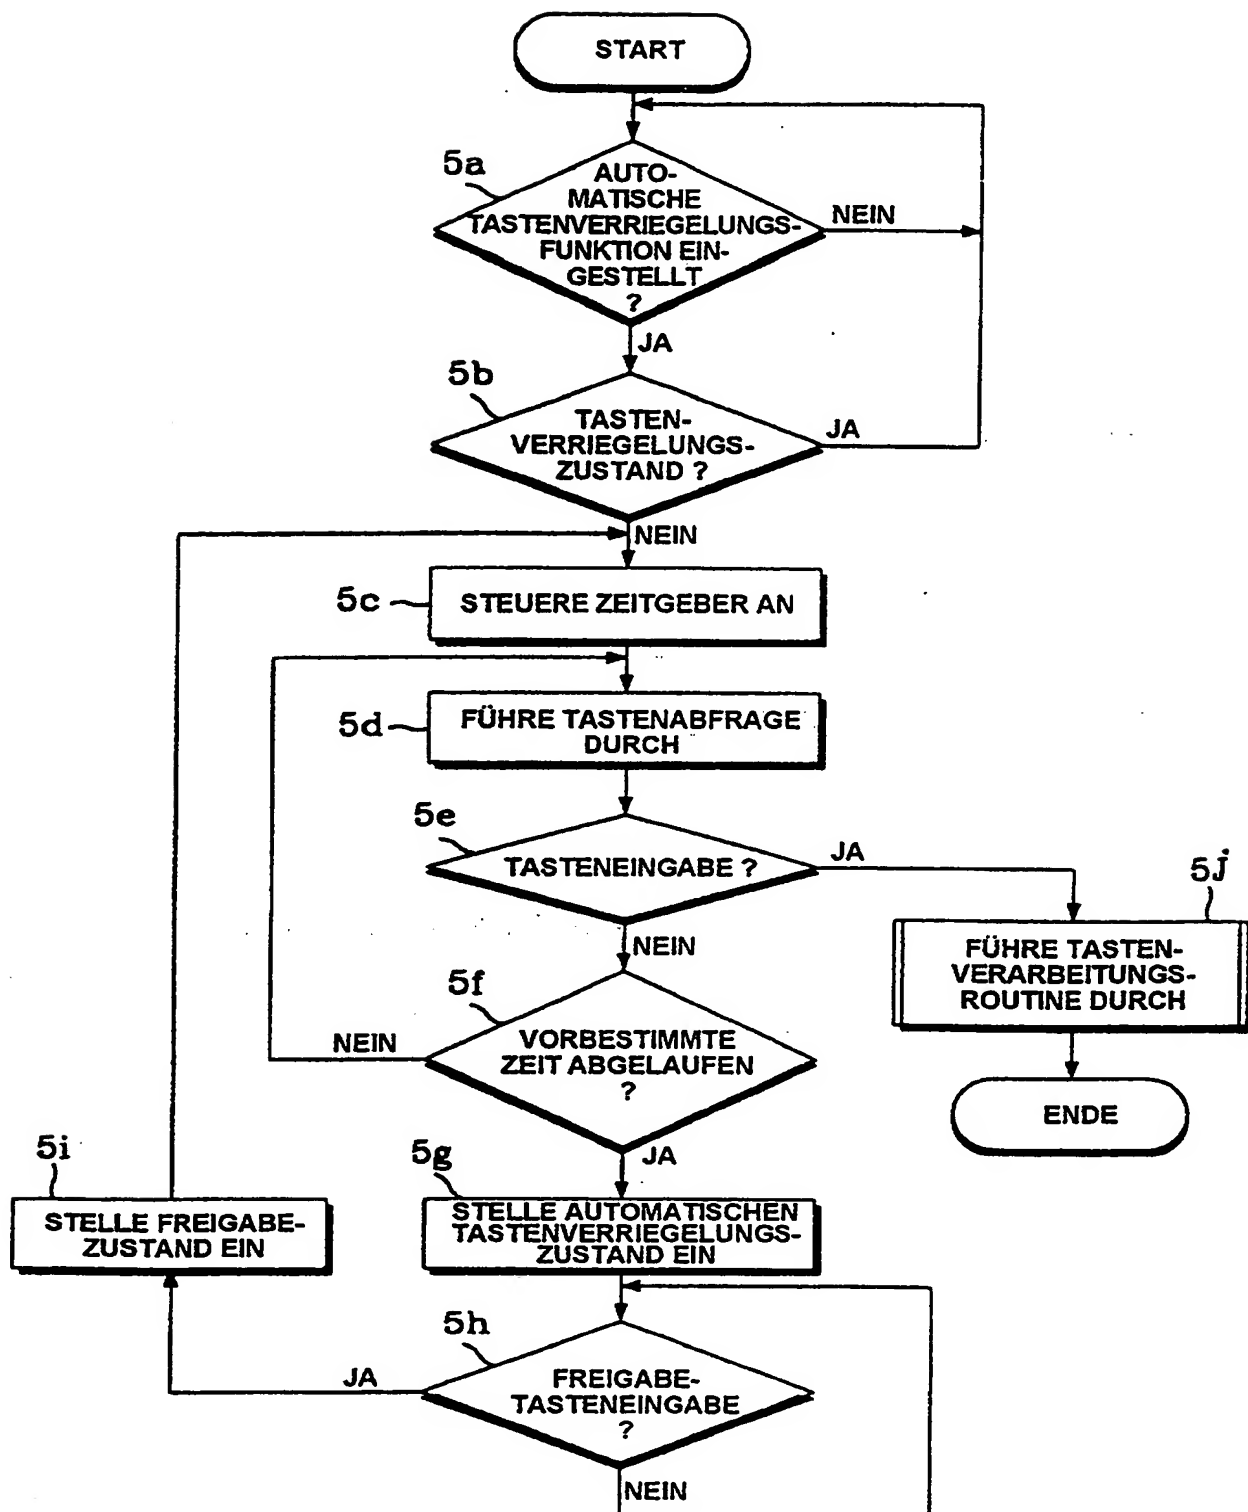 START
5a
AUTO-
MATISCHE
TASTENVERRIEGELUNGS-
FUNKTION EIN-
GESTELLT
?
NEIN
JA
5b
TASTEN-
VERRIEGELUNGS-
ZUSTAND ?
JA
NEIN
5c
STEUERE ZEITGEBER AN
5d
FÜHRE TASTENABFRAGE
DURCH
5e
TASTENEINGABE ?
JA
5j
NEIN
FÜHRE TASTEN-
VERARBEITUNGS-
ROUTINE DURCH
5f
NEIN
VORBESTIMMTE
ZEIT ABGELAUFEN
?
ENDE
JA
5i
5g
STELLE FREIGABE-
ZUSTAND EIN
STELLE AUTOMATISCHEN
TASTENVERRIEGELUNGS-
ZUSTAND EIN
5h
JA
FREIGABE-
TASTENEINGABE
?
NEIN